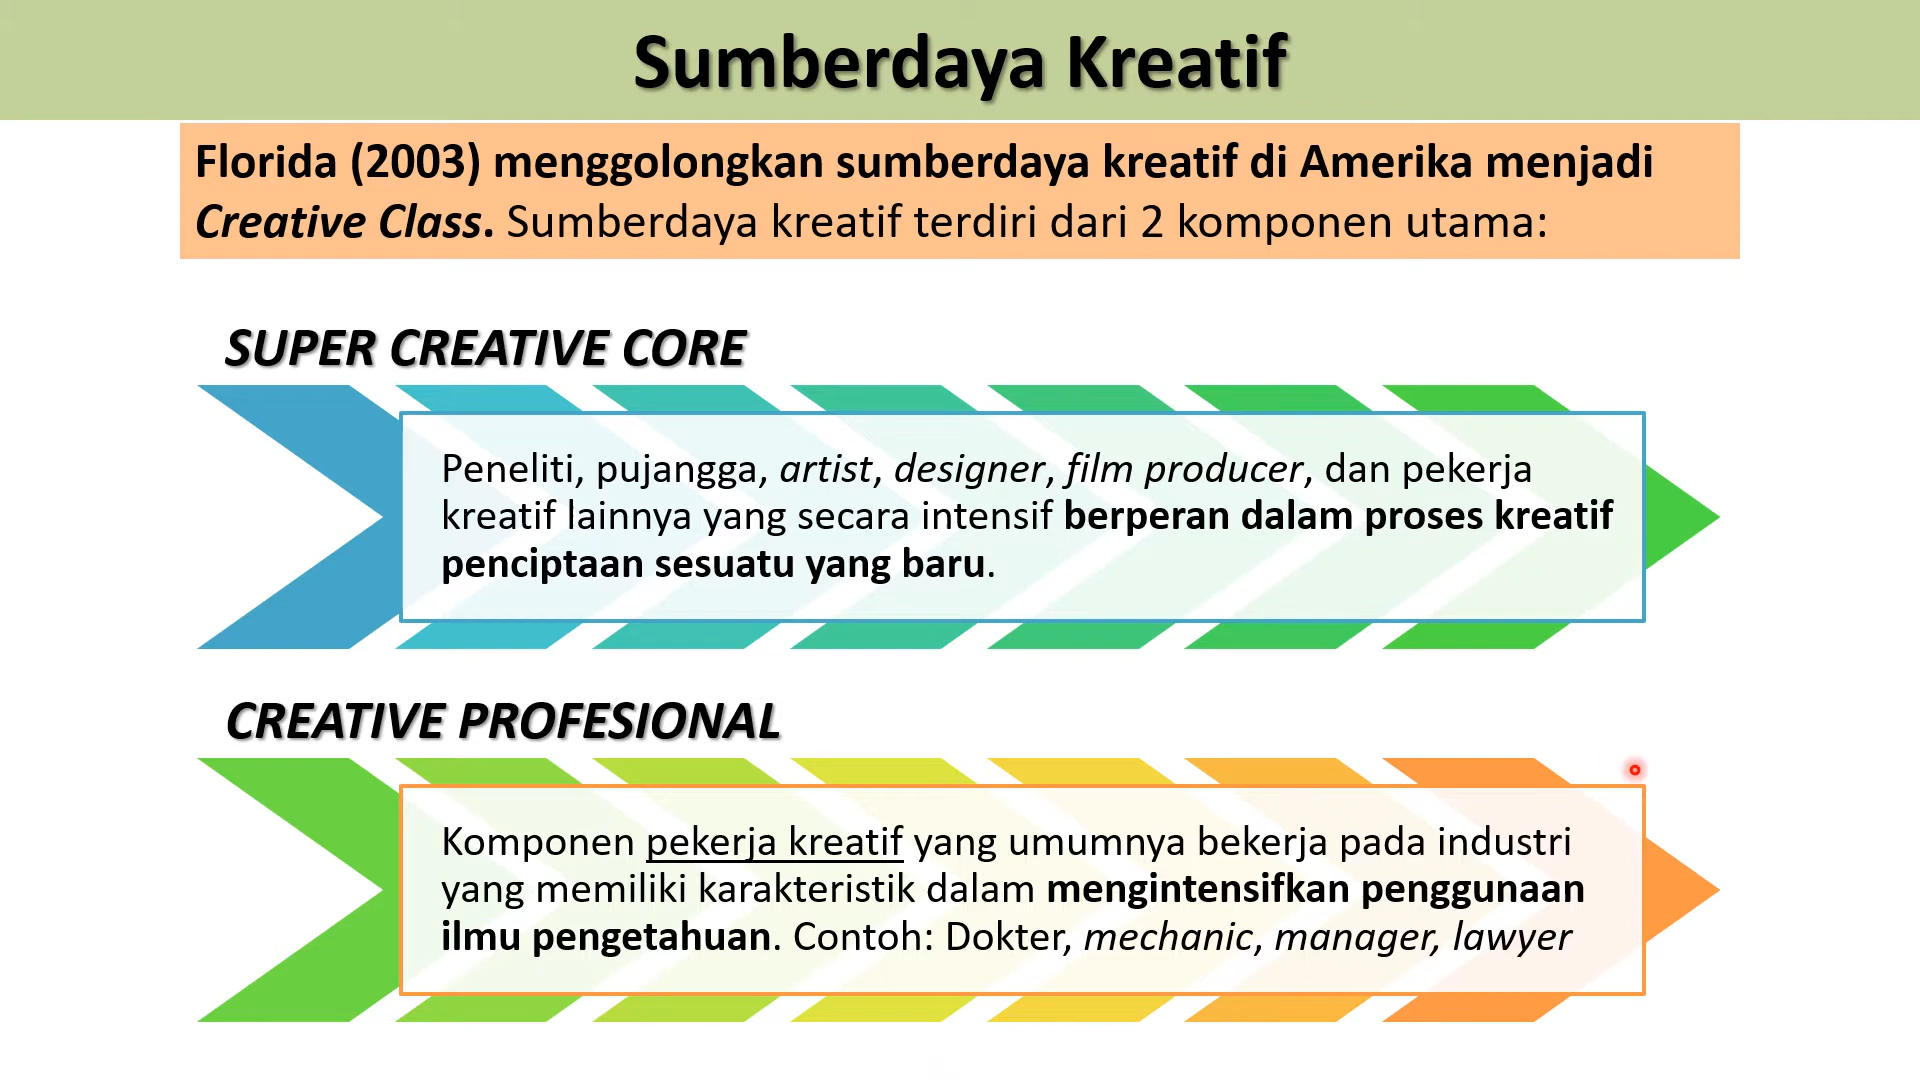 Sumberdaya Kreatif
Florida (2003) menggolongkan sumberdaya kreatif di Amerika menjadi
Creative Class. Sumberdaya kreatif terdiri dari 2 komponen utama:
SUPER CREATIVE CORE
Peneliti, pujangga, artist, designer, film producer, dan pekerja
kreatif lainnya yang secara intensif berperan dalam proses kreatif
penciptaan sesuatu yang baru.
CREATIVE PROFESIONAL
Komponen pekerja kreatif yang umumnya bekerja pada industri
yang memiliki karakteristik dalam mengintensifkan penggunaan
ilmu pengetahuan. Contoh: Dokter, mechanic, manager, lawyer